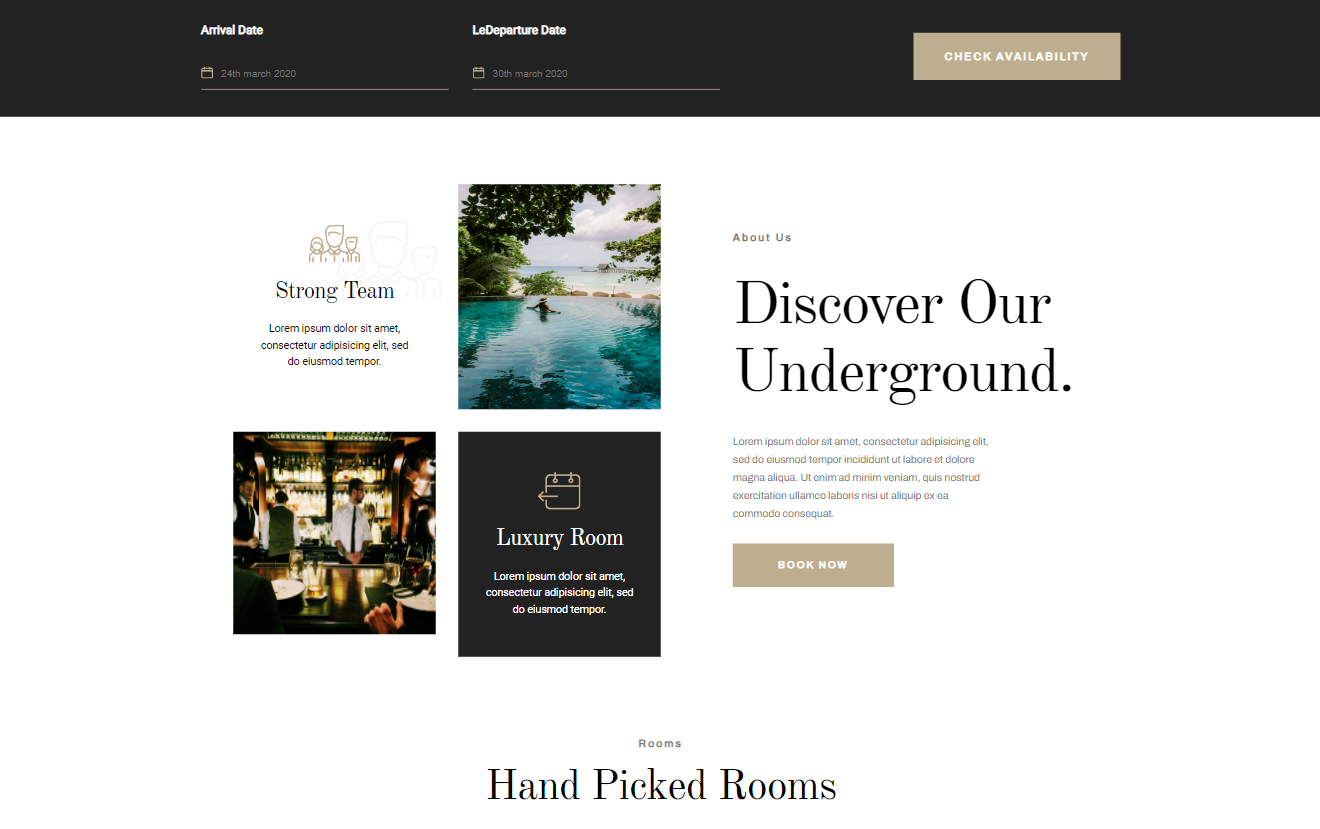 Arrival Date
LeDeparture Date
24th march 2020
30th march 2020
CHECK AVAILABILITY
Strong Team
Lorem ipsum dolor sit amet,
consectetur adipisicing elit, sed
do eiusmod tempor.
Luxury Room
Lorem ipsum dolor sit amet,
consectetur adipisicing elit, sed
do eiusmod tempor.
About Us
Discover Our
Underground.
Lorem ipsum dolor sit amet, consectetur adipisicing elit,
sed do eiusmod tempor incididunt ut labore et dolore
magna aliqua. Ut enim ad minim veniam, quis nostrud
exercitation ullamco laboris nisi ut aliquip ex ea
commodo consequat.
BOOK NOW
Rooms
Hand Picked Rooms